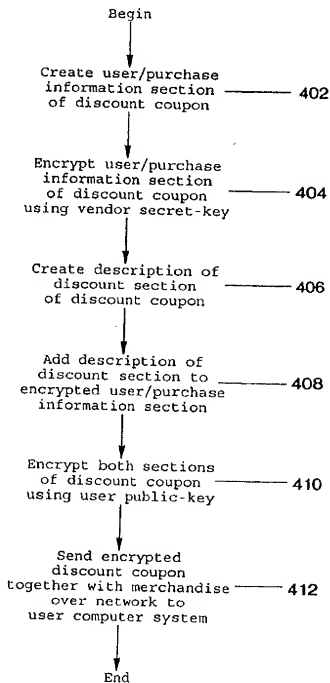 Begin
Create user/purchase
information section
of discount coupon
402
Encrypt user/purchase
information section
of discount coupon
using vendor secret-key
404
Create description of
discount section
of discount coupon
406
Add description of
discount section to
encrypted user/purchase
information section
408
Encrypt both sections
of discount coupon
using user public-key
410
Send encrypted
discount coupon
together with merchandise
over network to
user computer system
412
End